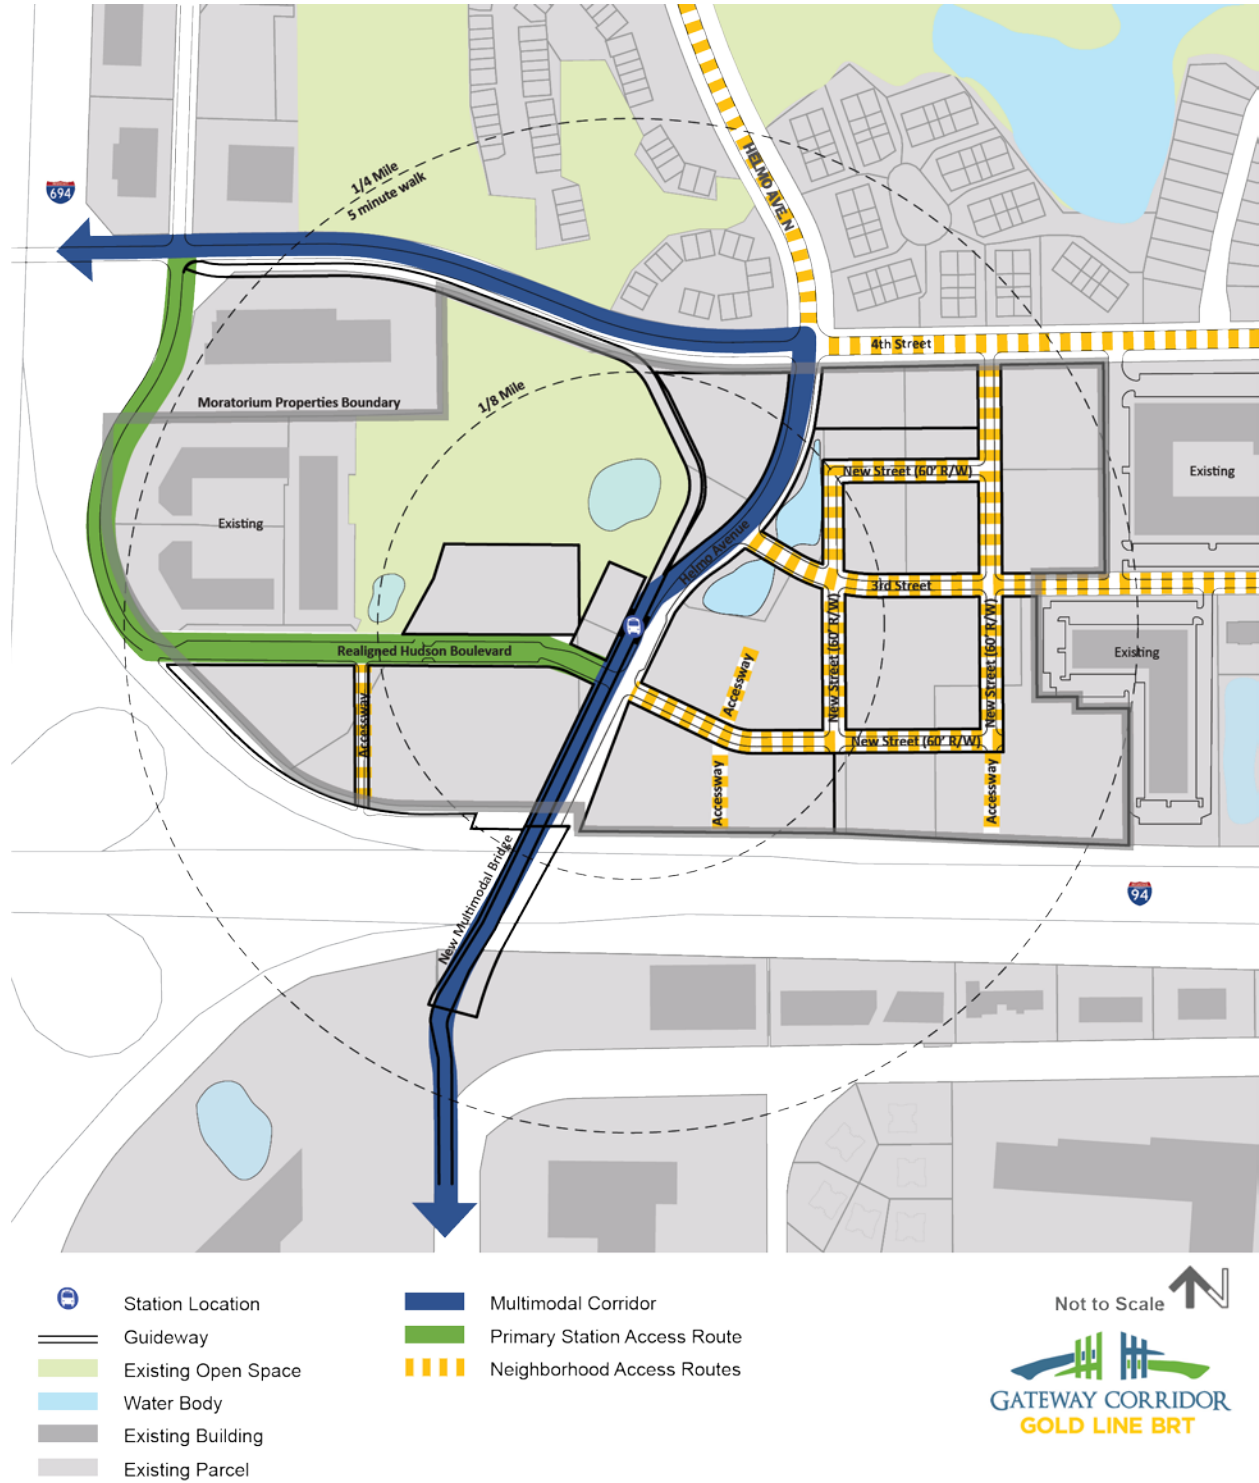 1/4 Mile
5 minute walk
694
HELMO AVE N
4th Street
Moratorium Properties Boundary
1/8 Mile
New Street (60' R/W)
Existing
Existing
Helmo Avenue
3rd Street
Realigned Hudson Boulevard
New Street (60' R/W)
New Street (60' R/W)
Existing
Accessway
Accessway
New Street (60' R/W)
Accessway
Accessway
New Multimodal Bridge
94
Station Location
Guideway
Existing Open Space
Water Body
Existing Building
Existing Parcel
Multimodal Corridor
Primary Station Access Route
Neighborhood Access Routes
Not to Scale
N
GATEWAY CORRIDOR
GOLD LINE BRT